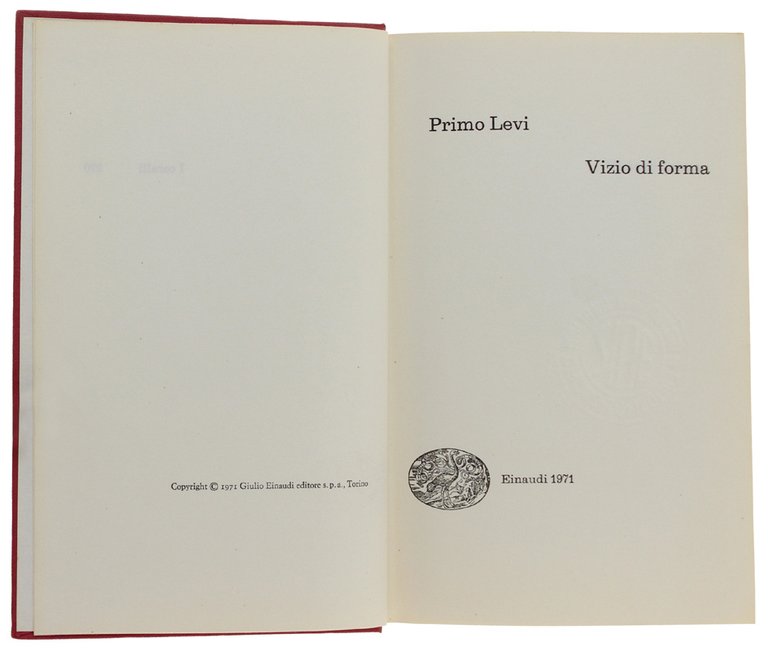 Copyright © 1971 Giulio Einaudi editore s.p.a., Torino
Primo Levi
Vizio di forma
Einaudi 1971